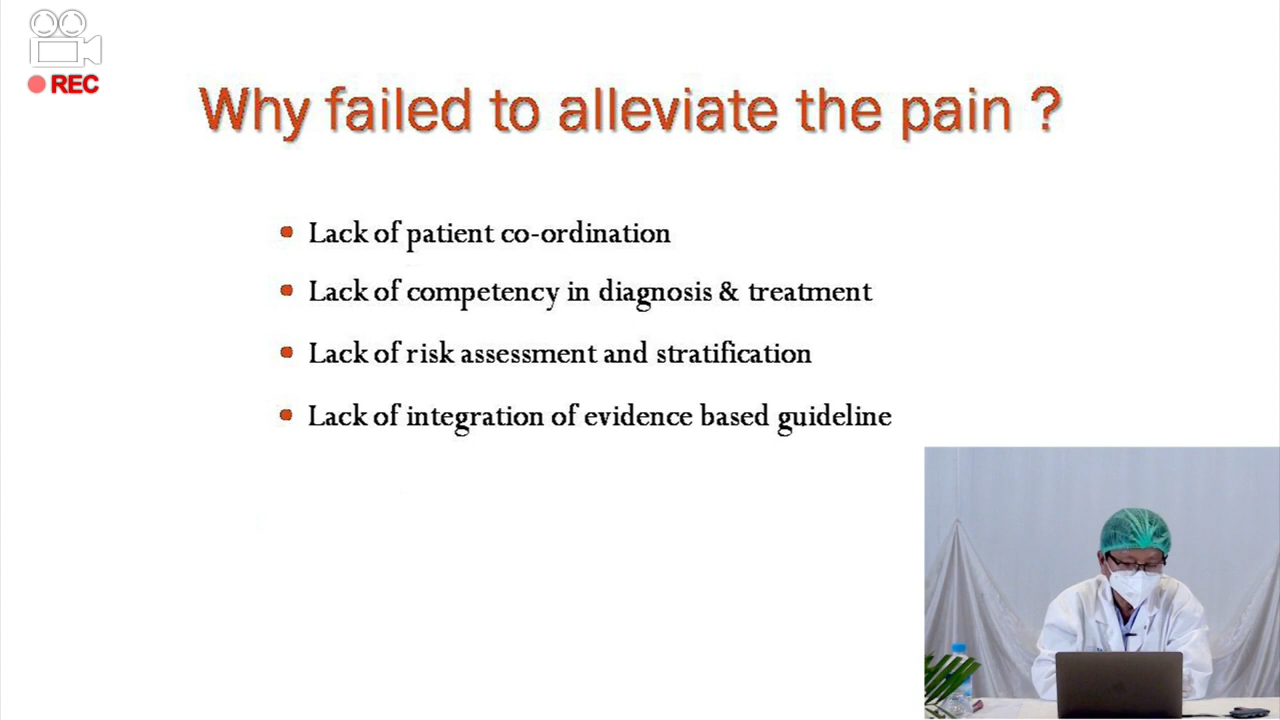 REC
Why failed to alleviate the pain ?
Lack of patient co-ordination
Lack of competency in diagnosis & treatment
Lack of risk assessment and stratification
Lack of integration of evidence based guideline